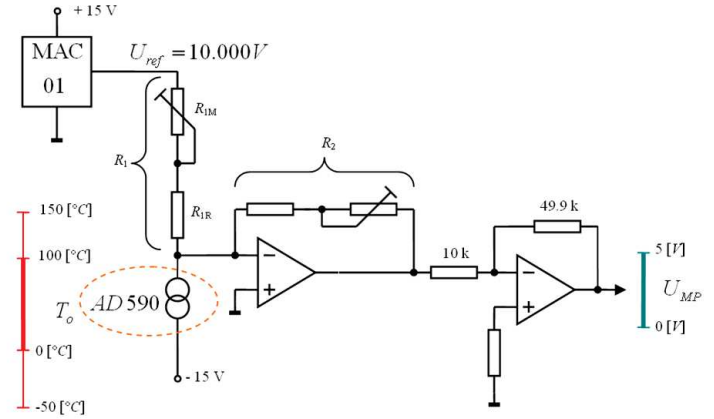 + 15 V
MAC
01
U_ref = 10.000V
R_1M
R_1
R_2
R_1R
150 [°C]
100 [°C]
T_o
0 [°C]
-50 [°C]
AD 590
- 15 V
10 k
49.9 k
5 [V]
U_MP
0 [V]